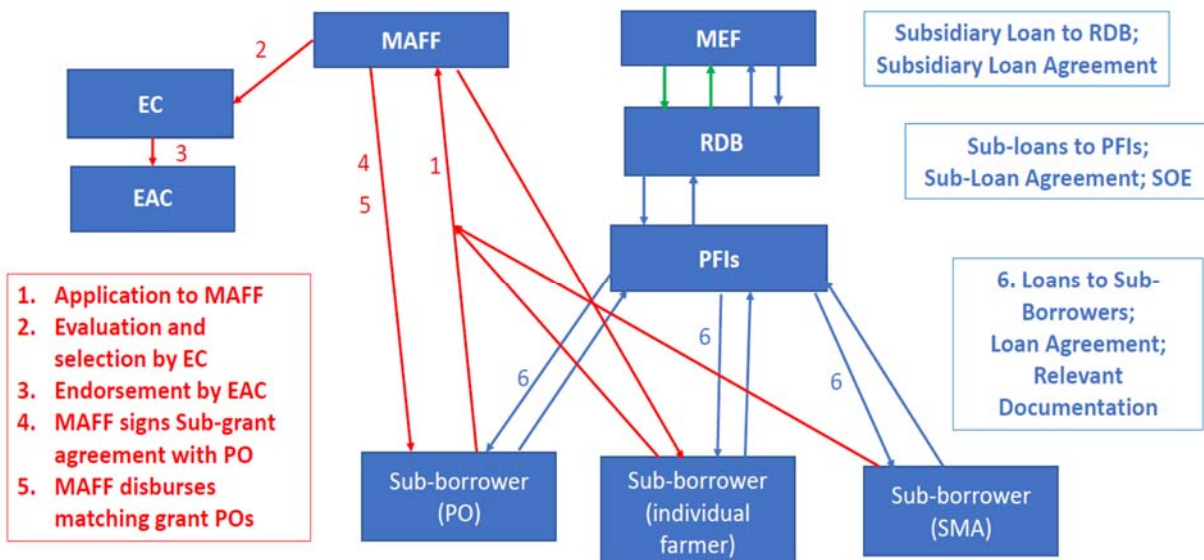 MAFF
MEF
Subsidiary Loan to RDB;
Subsidiary Loan Agreement
2
EC
RDB
Sub-loans to PFIs;
Sub-Loan Agreement; SOE
3
4
1
EAC
5
PFIs
1. Application to MAFF
2. Evaluation and
selection by EC
3. Endorsement by EAC
4. MAFF signs Sub-grant
agreement with PO
5. MAFF disburses
matching grant POs
6. Loans to Sub-
Borrowers;
Loan Agreement;
Relevant
Documentation
6
6
6
Sub-borrower
(PO)
Sub-borrower
(individual
farmer)
Sub-borrower
(SMA)